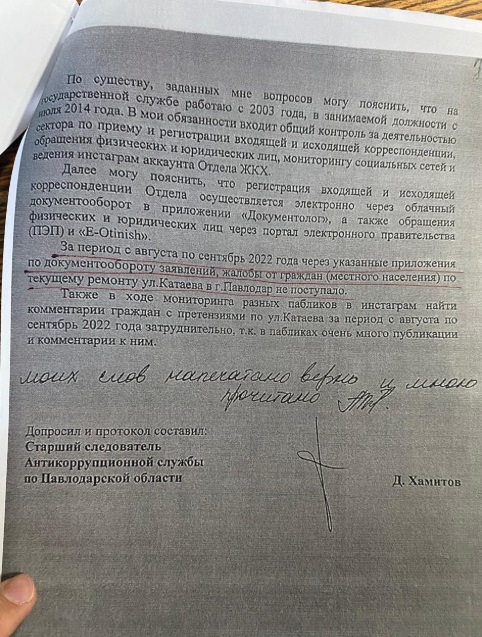 По существу, заданных мне вопросов могу пояснить, что на
государственной службе работаю с 2003 года, в занимаемой должности с
июля 2014 года. В мои обязанности входит общий контроль за деятельностью
сектора по приему и регистрации входящей и исходящей корреспонденции,
обращения физических и юридических лиц, мониторингу социальных сетей и
ведения инстаграм аккаунта Отдела ЖКХ.
Далее могу пояснить, что регистрация входящей и исходящей
корреспонденции Отдела осуществляется электронно через облачный
документооборот в приложении «Документолог», а также обращения
физических и юридических лиц через портал электронного правительства
(ПЭП) и «E-Otinish».
За период с августа по сентябрь 2022 года через указанные приложения
по документообороту заявлений, жалобы от граждан (местного населения) по
текущему ремонту ул.Катаева в г.Павлодар не поступало.
Также в ходе мониторинга разных пабликов в инстаграм найти
комментарии граждан с претензиями по ул.Катаева за период с августа по
сентябрь 2022 года затруднительно, т.к. в пабликах очень много публикации
и комментарии к ним.
моих слов напечатано верно и мною
прочитано
Допросил и протокол составил:
Старший следователь
Антикоррупционной службы
по Павлодарской области
Д. Хамитов